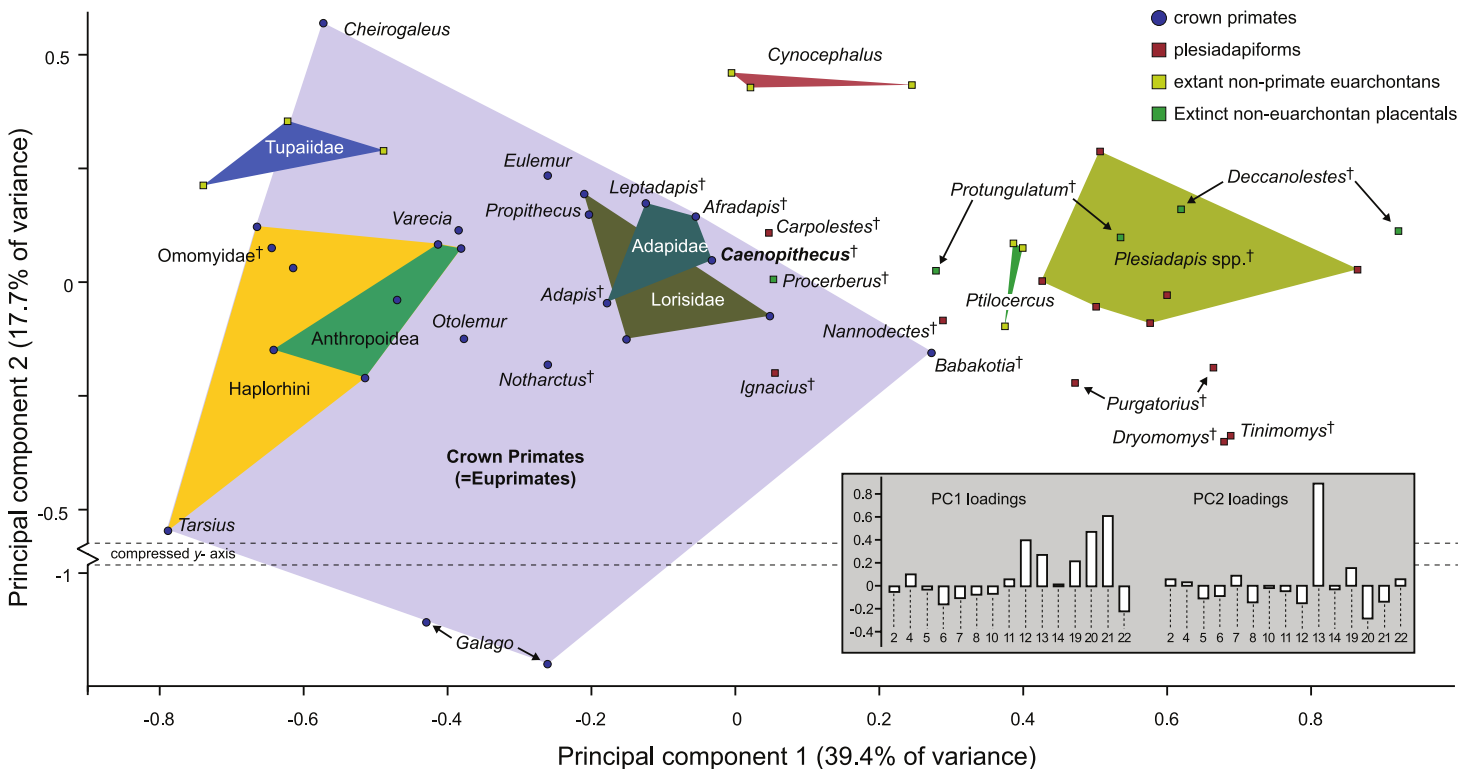 crown primates
plesiadapiforms
extant non-primate euarchontans
Extinct non-euarchontan placentals
Principal component 2 (17.7% of variance)
0.5
0
-0.5
-1
compressed y- axis
Cheirogaleus
Cynocephalus
Tupaiidae
Eulemur
Leptadapis†
Propithecus
Afradapis†
Varecia
Carpolestes†
Omomyidae†
Adapidae
Caenopithecus†
Procerberus†
Adapis†
Lorisidae
Protungulatum†
Deccanolestes†
Plesiadapis spp.†
Ptilocercus
Anthropoidea
Otolemur
Nannodectes†
Babakotia†
Haplorhini
Notharctus†
Ignacius†
Purgatorius†
Dryomomys†
Tinimomys†
Crown Primates
(=Euprimates)
Tarsius
Galago
PC1 loadings
PC2 loadings
0.8
0.6
0.4
0.2
0
-0.2
-0.4
2 4 5 6 7 8 10 11 12 13 14 19 20 21 22
2 4 5 6 7 8 10 11 12 13 14 19 20 21 22
-0.8 -0.6 -0.4 -0.2 0 0.2 0.4 0.6 0.8
Principal component 1 (39.4% of variance)